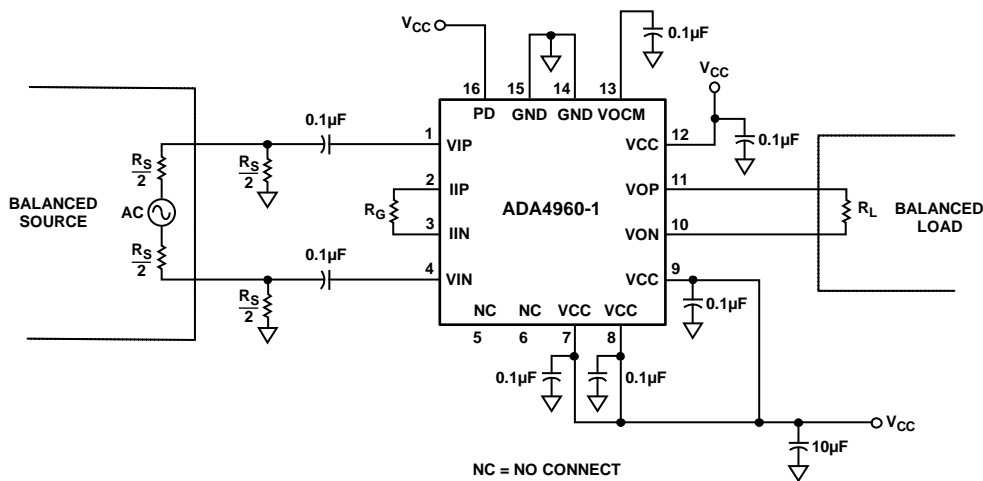 VCC
0.1µF
VCC
16
15
14
13
PD
GND
GND
VOCM
0.1µF
1
VIP
VCC
12
0.1µF
RS
2
RS
2
2
IIP
VOP
11
BALANCED
SOURCE
AC
RG
ADA4960-1
RL
BALANCED
LOAD
3
IIN
VON
10
RS
2
0.1µF
4
VIN
VCC
9
RS
2
0.1µF
NC
NC
VCC
VCC
5
6
7
8
0.1µF
0.1µF
VCC
10µF
NC = NO CONNECT